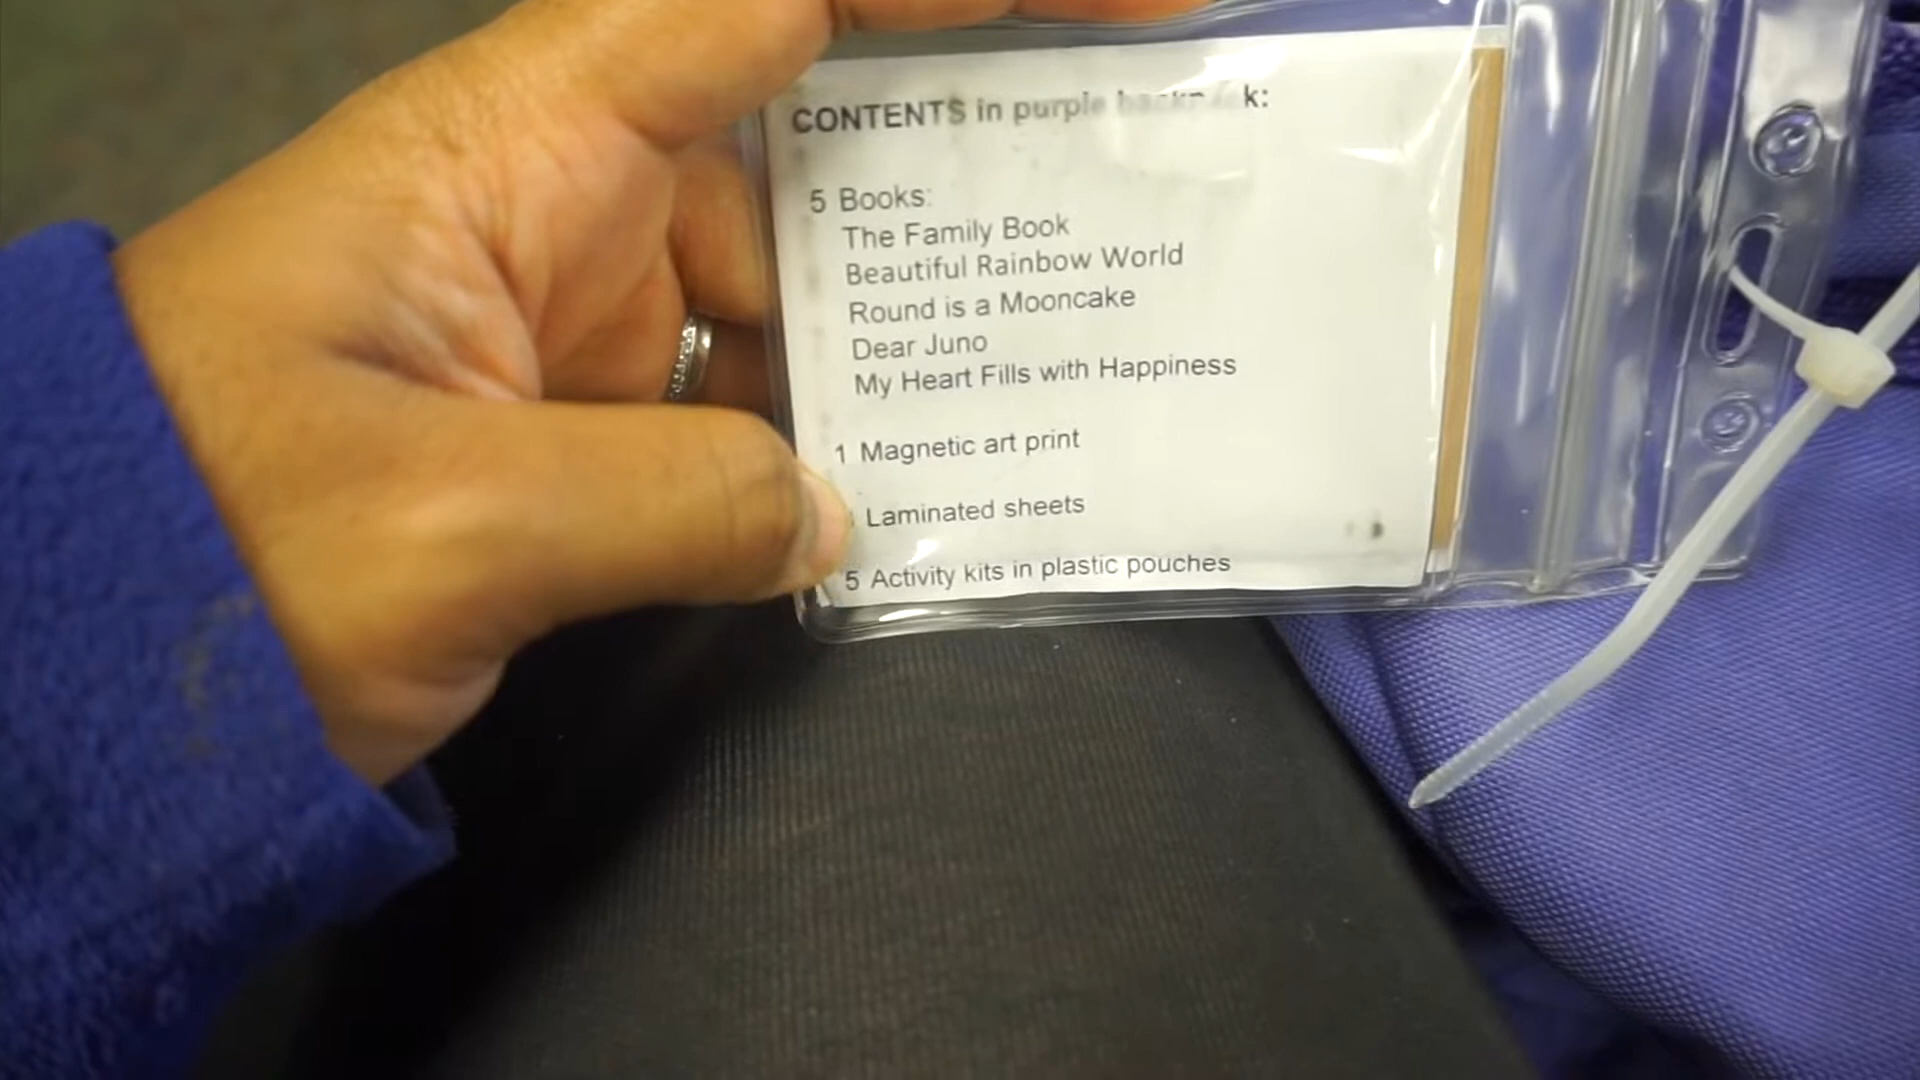 CONTENTS in purple
5 Books:
The Family Book
Beautiful Rainbow World
Round is a Mooncake
Dear Juno
My Heart Fills with Happiness
1 Magnetic art print
Laminated sheets
5 Activity kits in plastic pouches